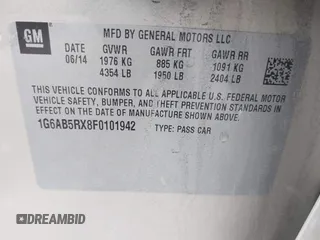 GM
MFD BY GENERAL MOTORS LLC
DATE GVWR GAWR FRT GAWR RR
06/14 1976 KG 885 KG 1091 KG
4354 LB 1950 LB 2404 LB
THIS VEHICLE CONFORMS TO ALL APPLICABLE U.S. FEDERAL MOTOR
VEHICLE SAFETY, BUMPER, AND THEFT PREVENTION STANDARDS IN
EFFECT ON THE DATE OF MANUFACTURE SHOWN ABOVE.
1G6AB5RX8F0101942 TYPE: PASS CAR
DREAMBID